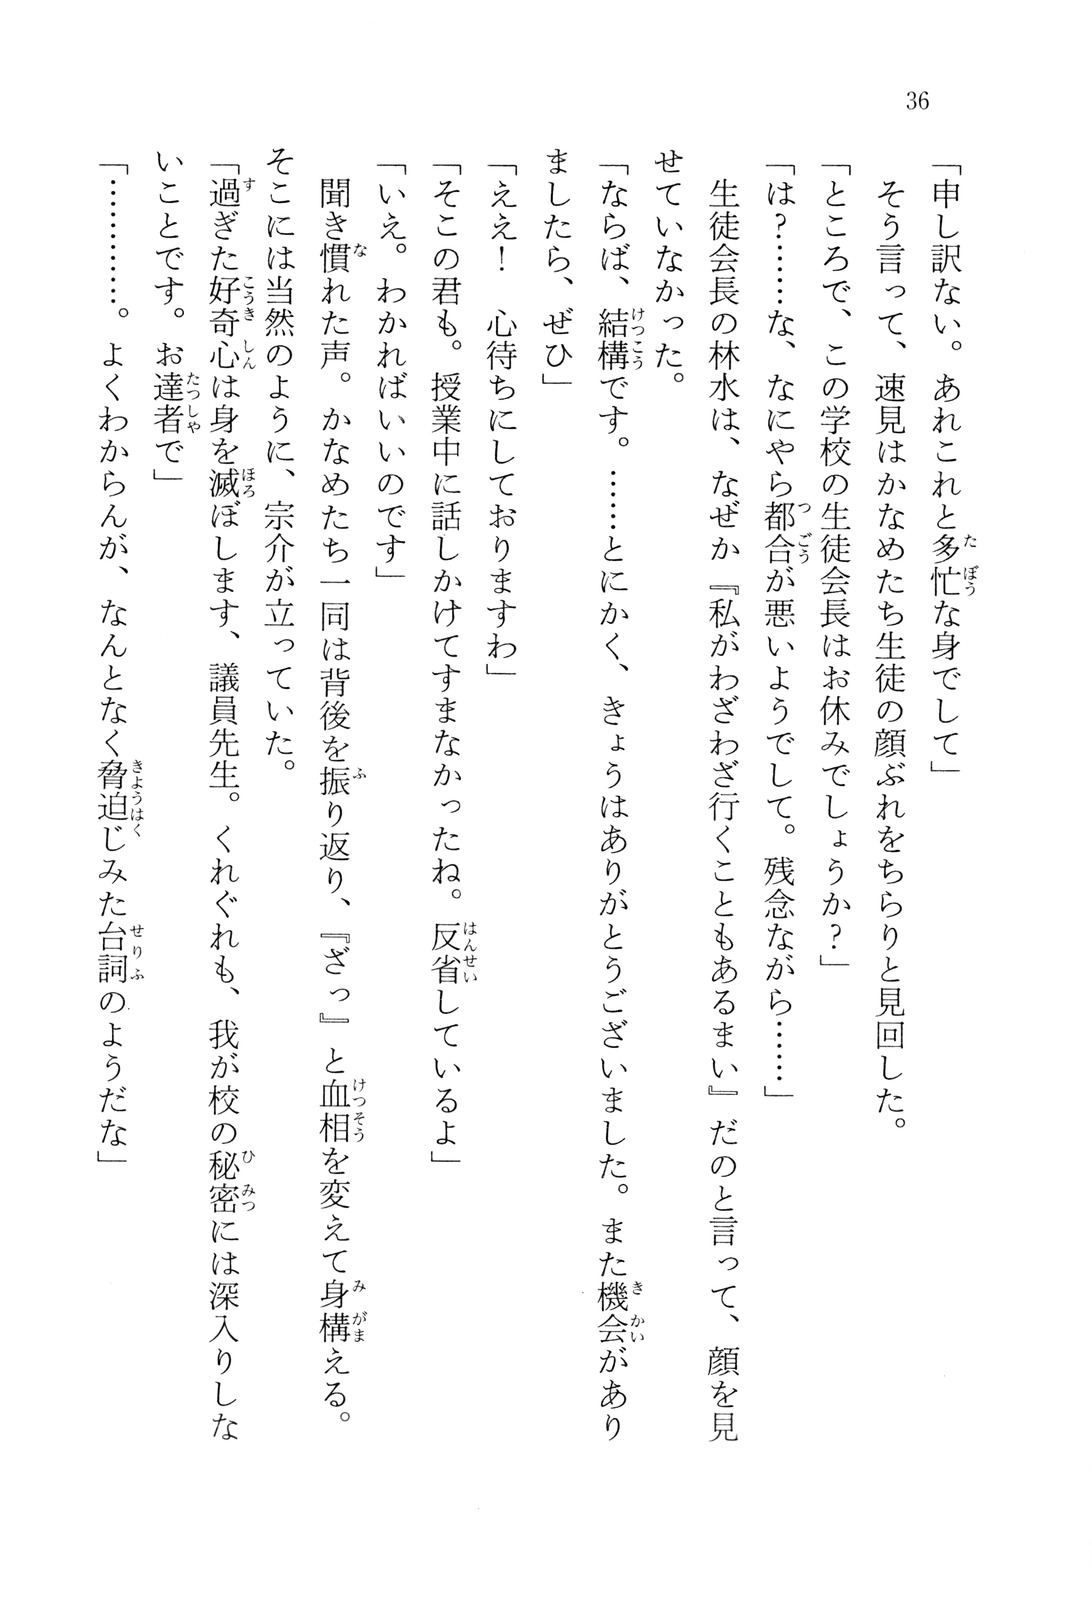 36
「申し訳ない。あれこれと多忙な身でして」
　そう言って、速見はかなめたち生徒の顔ぶれをちらりと見回した。
「ところで、この学校の生徒会長はお休みでしょうか？」
「は？……な、なにやら都合が悪いようでして。残念ながら……」
　生徒会長の林水は、なぜか『私がわざわざ行くこともあるまい』だのと言って、顔を見
せていなかった。
「ならば、結構です。……とにかく、きょうはありがとうございました。また機会があり
ましたら、ぜひ」
「ええ！　心待ちにしておりますわ」
「そこの君も。授業中に話しかけてすまなかったね。反省しているるよ」
「いえ。わかればいいのです」
　聞き慣れた声。かなめたち一同は背後を振り返り、『ざっ』と血相を変えて身構える。
そこには当然のように、宗介が立っていた。
「過ぎた好奇心は身を滅ぼします、議員先生。くれぐれも、我が校の秘密には深入りしな
いことです。お達者で」
「…………。よくわからんが、なんとなく脅迫じみた台詞のようだな」